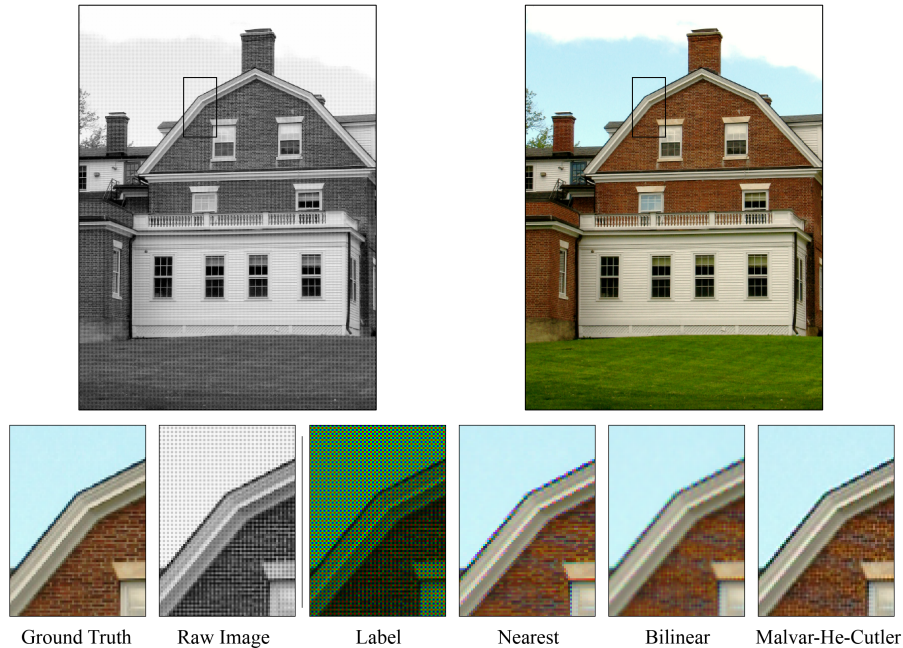 Ground Truth
Raw Image
Label
Nearest
Bilinear
Malvar-He-Cutler